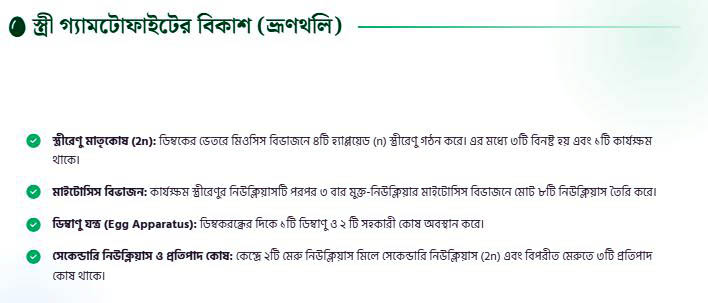 স্ত্রী গ্যামটোফাইটের বিকাশ (ভ্রূণথলি)
স্ত্রীরেণু মাতৃকোষ (2n): ডিম্বকের ভেতরে মিওসিস বিভাজনে ৪টি হ্যাপ্লয়েড (n) স্ত্রীরেণু গঠন করে। এর মধ্যে ৩টি বিনষ্ট হয় এবং ১টি কার্যক্ষম
থাকে।
মাইটোসিস বিভাজন: কার্যক্ষম স্ত্রীরেণুর নিউক্লিয়াসটি পরপর ৩ বার মুক্ত-নিউক্লিয়ার মাইটোসিস বিভাজনে মোট ৮টি নিউক্লিয়াস তৈরি করে।
ডিম্বাণু যন্ত্র (Egg Apparatus): ডিম্বকরন্ধ্রের দিকে ১টি ডিম্বাণু ও ২ টি সহকারী কোষ অবস্থান করে।
সেকেন্ডারি নিউক্লিয়াস ও প্রতিপাদ কোষ: কেন্দ্রে ২টি মেরু নিউক্লিয়াস মিলে সেকেন্ডারি নিউক্লিয়াস (2n) এবং বিপরীত মেরুতে ৩টি প্রতিপাদ
কোষ থাকে।